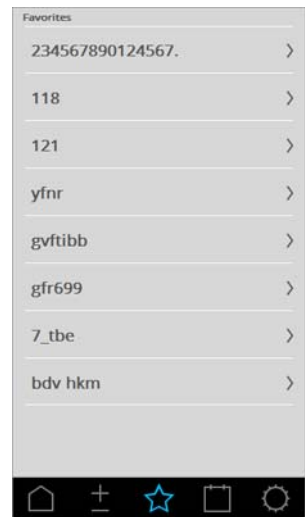 Favorites
234567890124567.
118
121
yfnr
gvftibb
gfr699
7_tbe
bdv hkm